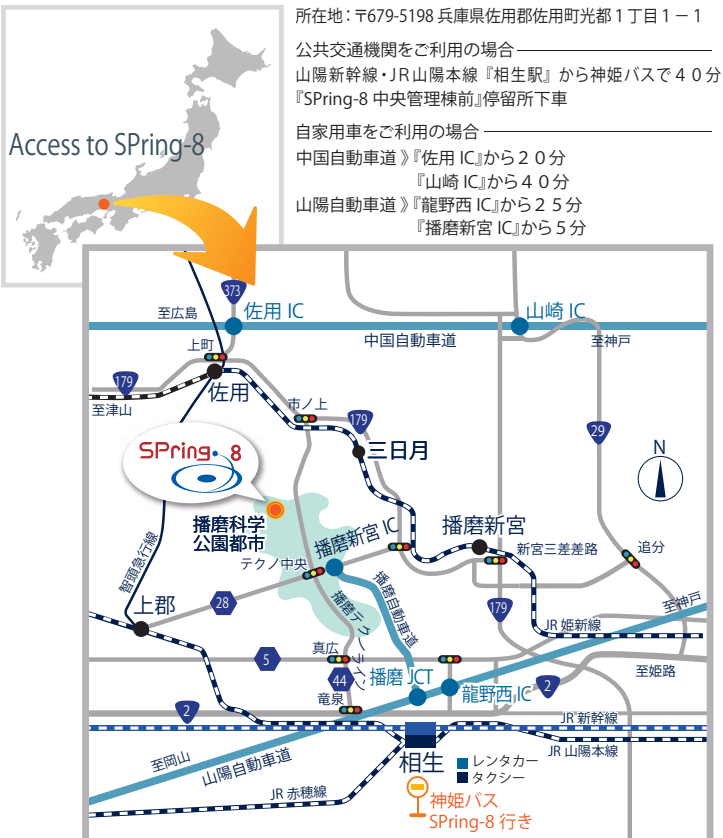 所在地：〒679-5198 兵庫県佐用郡佐用町光都１丁目１－１
公共交通機関をご利用の場合
山陽新幹線・JR山陽本線『相生駅』から神姫バスで４０分
『SPring-8 中央管理棟前』停留所下車
自家用車をご利用の場合
中国自動車道》『佐用 IC』から２０分
『山崎 IC』から４０分
山陽自動車道》『龍野西 IC』から２５分
『播磨新宮 IC』から５分
Access to SPring-8
373
至広島
佐用 IC
山崎 IC
中国自動車道
至神戸
上町
179
佐用
至津山
市ノ上
179
29
三日月
SPring-8
N
播磨科学
公園都市
播磨新宮 IC
播磨新宮
新宮三差差路
追分
テクノ中央
智頭急行線
播磨自動車道
播磨テクノライン
上郡
28
179
至神戸
JR 姫新線
真広
5
44
播磨 JCT
龍野西 IC
2
至姫路
竜泉
2
JR 新幹線
至岡山
山陽自動車道
相生
レンタカー
タクシー
JR 山陽本線
JR 赤穂線
神姫バス
SPring-8 行き